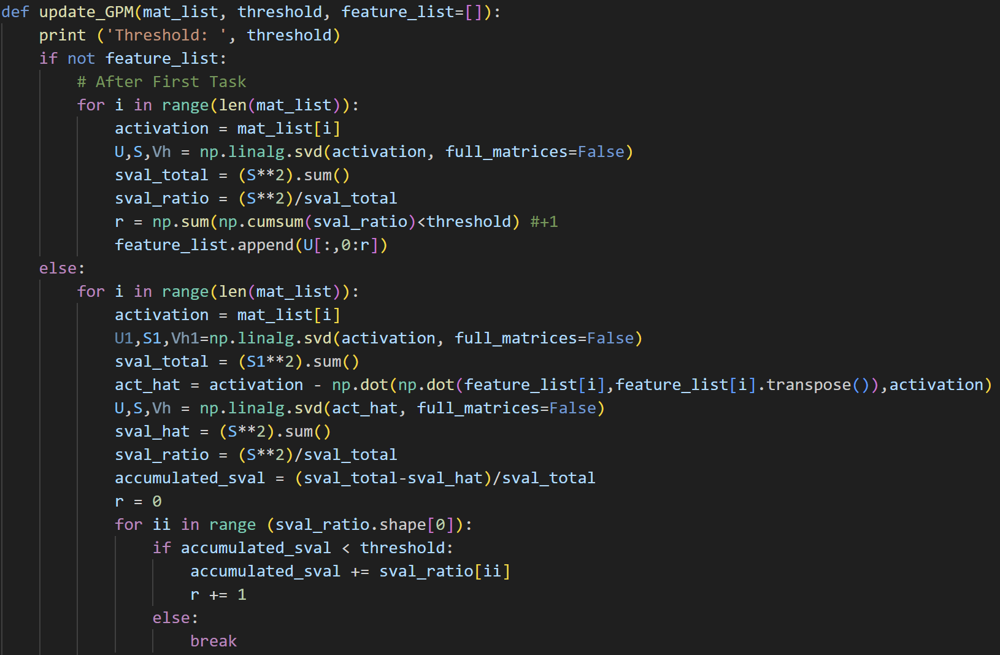 def update_GPM(mat_list, threshold, feature_list=[]):
    print ('Threshold: ', threshold)
    if not feature_list:
        # After First Task
        for i in range(len(mat_list)):
            activation = mat_list[i]
            U,S,Vh = np.linalg.svd(activation, full_matrices=False)
            sval_total = (S**2).sum()
            sval_ratio = (S**2)/sval_total
            r = np.sum(np.cumsum(sval_ratio)<threshold) #+1
            feature_list.append(U[:,0:r])
    else:
        for i in range(len(mat_list)):
            activation = mat_list[i]
            U1,S1,Vh1=np.linalg.svd(activation, full_matrices=False)
            sval_total = (S1**2).sum()
            act_hat = activation - np.dot(np.dot(feature_list[i],feature_list[i].transpose()),activation)
            U,S,Vh = np.linalg.svd(act_hat, full_matrices=False)
            sval_hat = (S**2).sum()
            sval_ratio = (S**2)/sval_total
            accumulated_sval = (sval_total-sval_hat)/sval_total
            r = 0
            for ii in range (sval_ratio.shape[0]):
                if accumulated_sval < threshold:
                    accumulated_sval += sval_ratio[ii]
                    r += 1
                else:
                    break